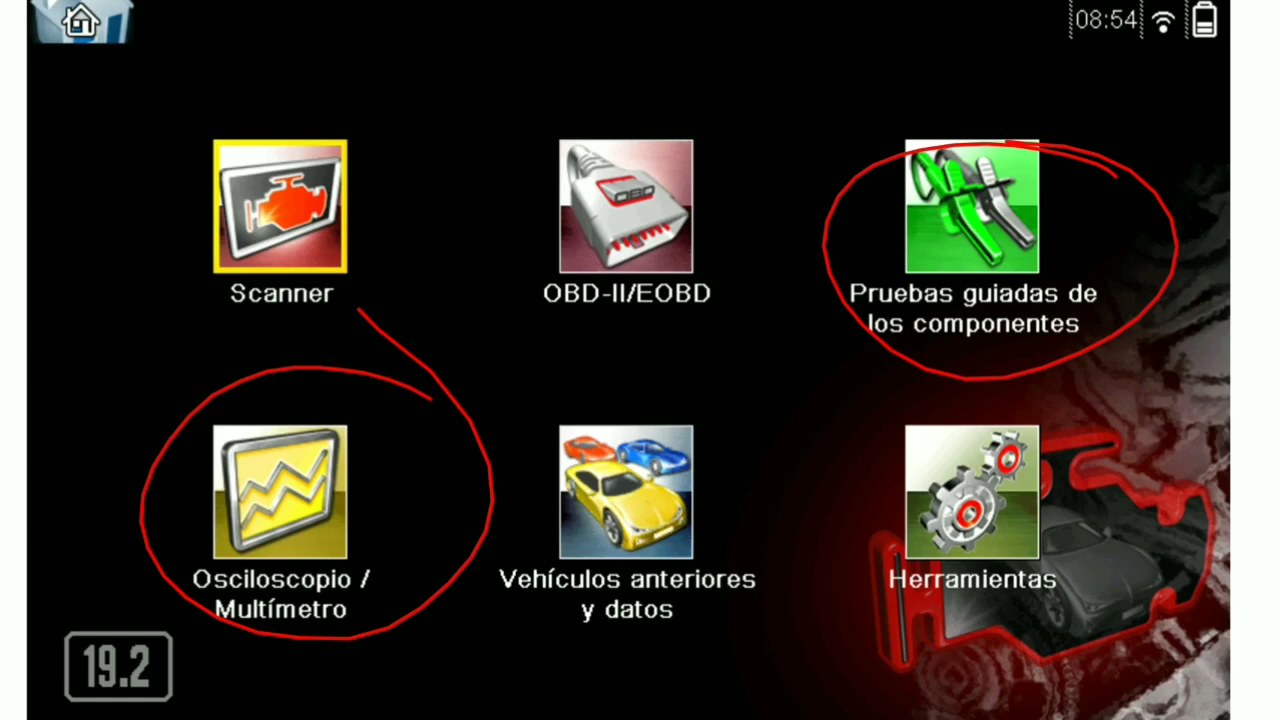 08:54
Scanner
OBD-II/EOBD
Pruebas guiadas de
los componentes
Osciloscopio /
Multímetro
Vehículos anteriores
y datos
Herramientas
19.2